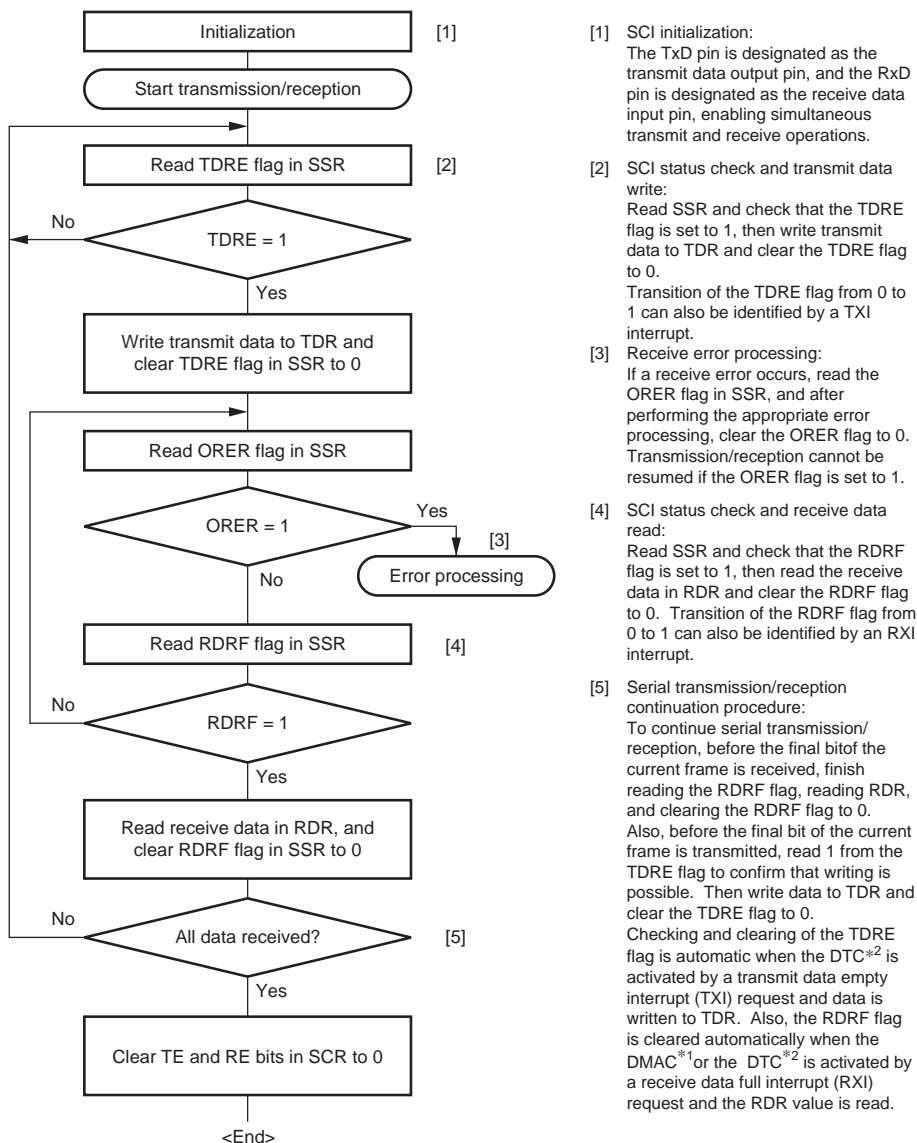 Initialization [1]
Start transmission/reception
Read TDRE flag in SSR [2]
No
TDRE = 1
Yes
Write transmit data to TDR and
clear TDRE flag in SSR to 0
Read ORER flag in SSR
Yes
ORER = 1
[3]
Error processing
No
Read RDRF flag in SSR [4]
No
RDRF = 1
Yes
Read receive data in RDR, and
clear RDRF flag in SSR to 0
No
All data received? [5]
Yes
Clear TE and RE bits in SCR to 0
<End>
[1] SCI initialization:
The TxD pin is designated as the
transmit data output pin, and the RxD
pin is designated as the receive data
input pin, enabling simultaneous
transmit and receive operations.
[2] SCI status check and transmit data
write:
Read SSR and check that the TDRE
flag is set to 1, then write transmit
data to TDR and clear the TDRE flag
to 0.
Transition of the TDRE flag from 0 to
1 can also be identified by a TXI
interrupt.
[3] Receive error processing:
If a receive error occurs, read the
ORER flag in SSR, and after
performing the appropriate error
processing, clear the ORER flag to 0.
Transmission/reception cannot be
resumed if the ORER flag is set to 1.
[4] SCI status check and receive data
read:
Read SSR and check that the RDRF
flag is set to 1, then read the receive
data in RDR and clear the RDRF flag
to 0. Transition of the RDRF flag from
0 to 1 can also be identified by an RXI
interrupt.
[5] Serial transmission/reception
continuation procedure:
To continue serial transmission/
reception, before the final bitof the
current frame is received, finish
reading the RDRF flag, reading RDR,
and clearing the RDRF flag to 0.
Also, before the final bit of the current
frame is transmitted, read 1 from the
TDRE flag to confirm that writing is
possible. Then write data to TDR and
clear the TDRE flag to 0.
Checking and clearing of the TDRE
flag is automatic when the DTC*2 is
activated by a transmit data empty
interrupt (TXI) request and data is
written to TDR. Also, the RDRF flag
is cleared automatically when the
DMAC*1or the DTC*2 is activated by
a receive data full interrupt (RXI)
request and the RDR value is read.